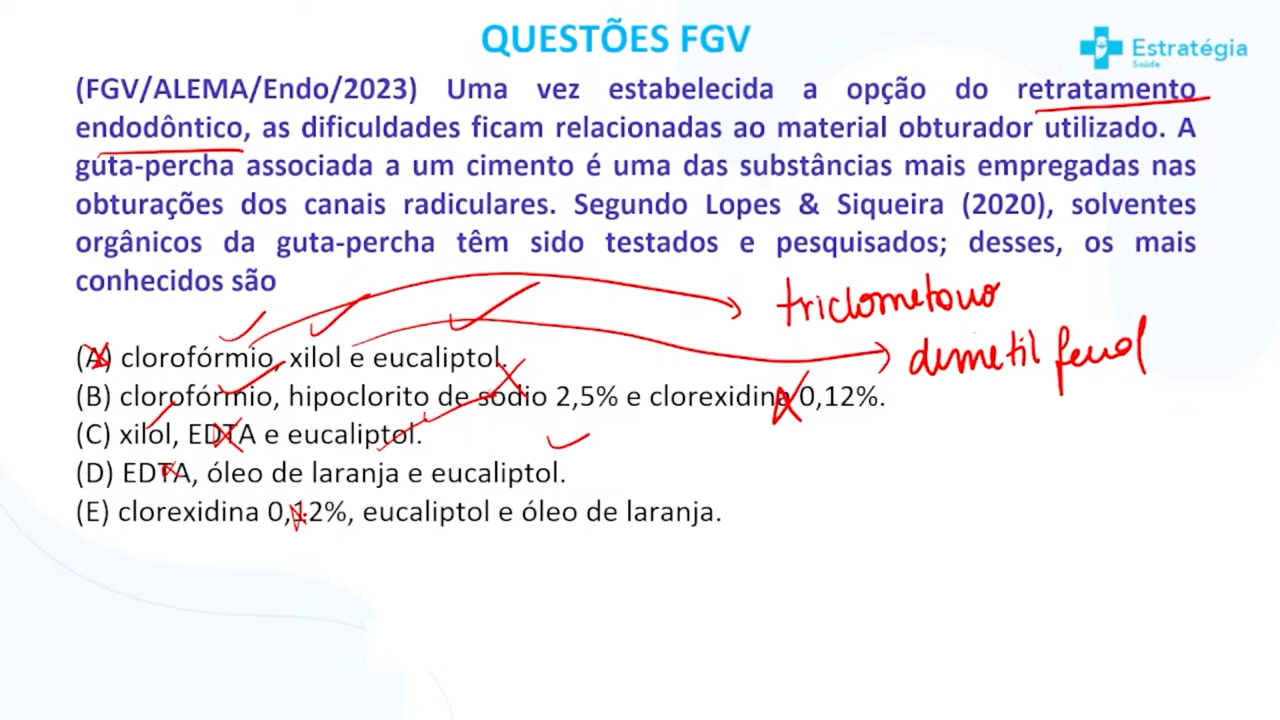 QUESTÕES FGV
Estratégia
Saúde
(FGV/ALEMA/Endo/2023) Uma vez estabelecida a opção do retratamento
endodôntico, as dificuldades ficam relacionadas ao material obturador utilizado. A
guta-percha associada a um cimento é uma das substâncias mais empregadas nas
obturações dos canais radiculares. Segundo Lopes & Siqueira (2020), solventes
orgânicos da guta-percha têm sido testados e pesquisados; desses, os mais
conhecidos são
triclometano
(A) clorofórmio, xilol e eucaliptol.
dimetil fenol
(B) clorofórmio, hipoclorito de sódio 2,5% e clorexidina 0,12%.
(C) xilol, EDTA e eucaliptol.
(D) EDTA, óleo de laranja e eucaliptol.
(E) clorexidina 0,12%, eucaliptol e óleo de laranja.